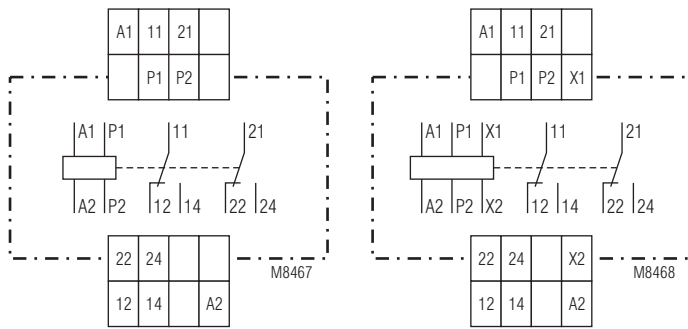 A1 11 21
P1 P2
A1 P1 11 21
A2 P2 12 14 22 24
22 24
M8467
12 14 A2
A1 11 21
P1 P2 X1
A1 P1 X1 11 21
A2 P2 X2 12 14 22 24
22 24 X2
M8468
12 14 A2